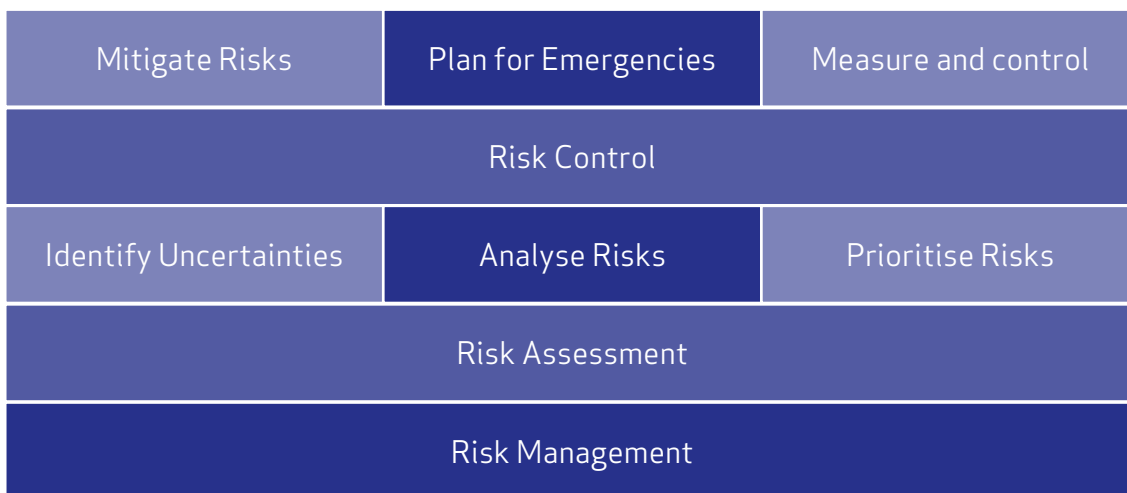 Mitigate Risks
Plan for Emergencies
Measure and control
Risk Control
Identify Uncertainties
Analyse Risks
Prioritise Risks
Risk Assessment
Risk Management